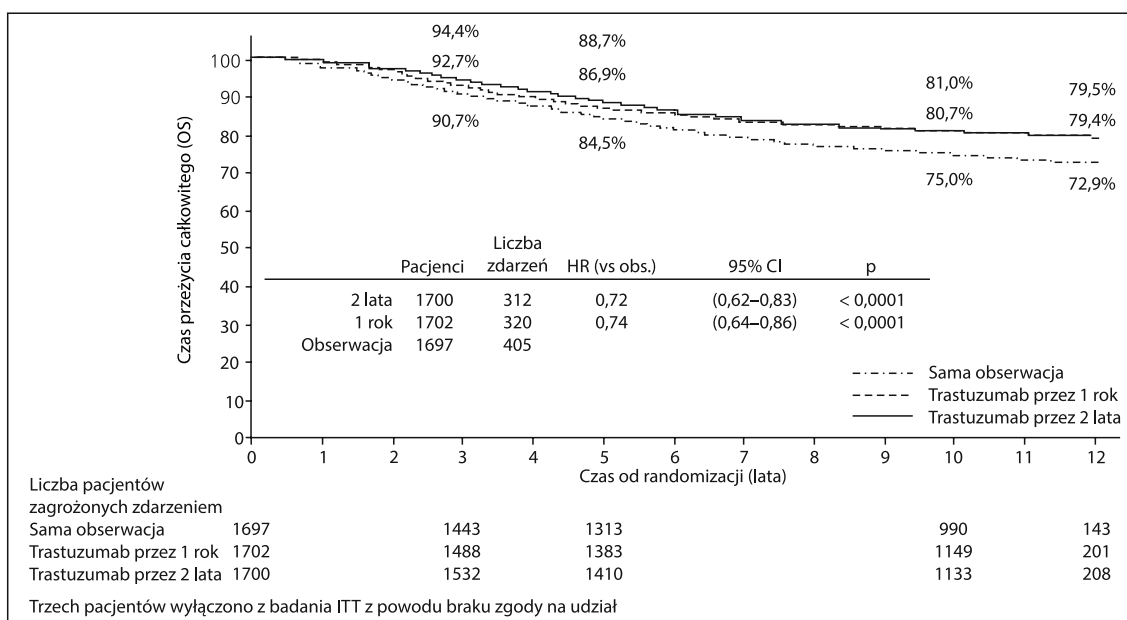 94,4%
88,7%
92,7%
86,9%
81,0%
79,5%
80,7%
79,4%
90,7%
84,5%
75,0%
72,9%
Czas przeżycia całkowitego (OS)
100
90
80
70
60
50
40
30
20
10
0
Pacjenci Liczba zdarzeń HR (vs obs.) 95% CI p
2 lata 1700 312 0,72 (0,62–0,83) < 0,0001
1 rok 1702 320 0,74 (0,64–0,86) < 0,0001
Obserwacja 1697 405
Sama obserwacja
Trastuzumab przez 1 rok
Trastuzumab przez 2 lata
0 1 2 3 4 5 6 7 8 9 10 11 12
Czas od randomizacji (lata)
Liczba pacjentów
zagrożonych zdarzeniem
Sama obserwacja 1697 1443 1313 990 143
Trastuzumab przez 1 rok 1702 1488 1383 1149 201
Trastuzumab przez 2 lata 1700 1532 1410 1133 208
Trzech pacjentów wyłączono z badania ITT z powodu braku zgody na udział